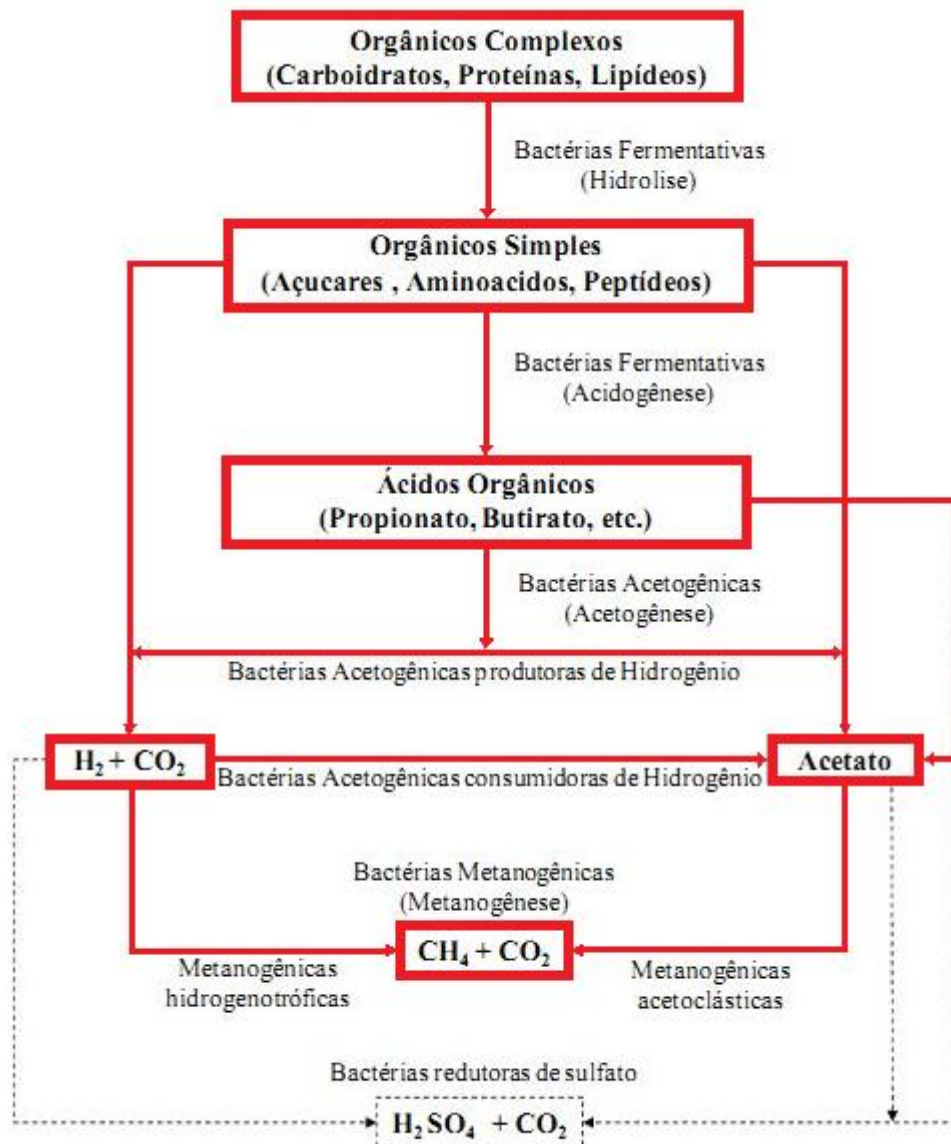 Orgânicos Complexos
(Carboidratos, Proteínas, Lipídeos)
Bactérias Fermentativas
(Hidrolise)
Orgânicos Simples
(Açucares , Aminoacidos, Peptídeos)
Bactérias Fermentativas
(Acidogênese)
Ácidos Orgânicos
(Propionato, Butirato, etc.)
Bactérias Acetogênicas
(Acetogênese)
Bactérias Acetogênicas produtoras de Hidrogênio
H₂ + CO₂
Acetato
Bactérias Acetogênicas consumidoras de Hidrogênio
Bactérias Metanogênicas
(Metanogênese)
CH₄ + CO₂
Metanogênicas
hidrogenotróficas
Metanogênicas
acetoclásticas
Bactérias redutoras de sulfato
H₂SO₄ + CO₂